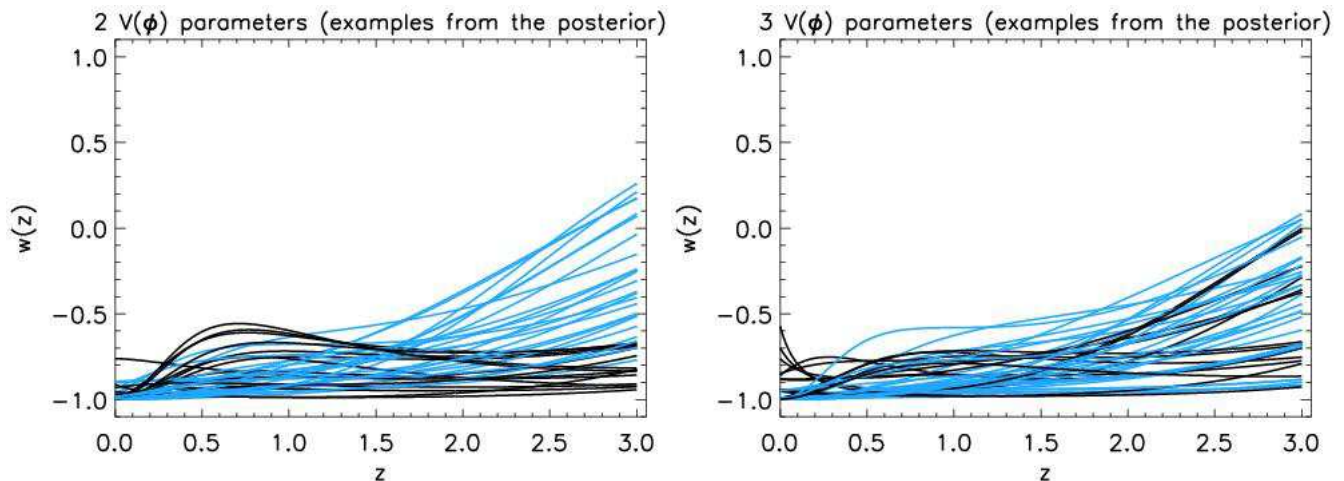 2 V(ϕ) parameters (examples from the posterior)
1.0
0.5
0.0
−0.5
−1.0
w(z)
0.0 0.5 1.0 1.5 2.0 2.5 3.0
z
3 V(ϕ) parameters (examples from the posterior)
1.0
0.5
0.0
−0.5
−1.0
w(z)
0.0 0.5 1.0 1.5 2.0 2.5 3.0
z